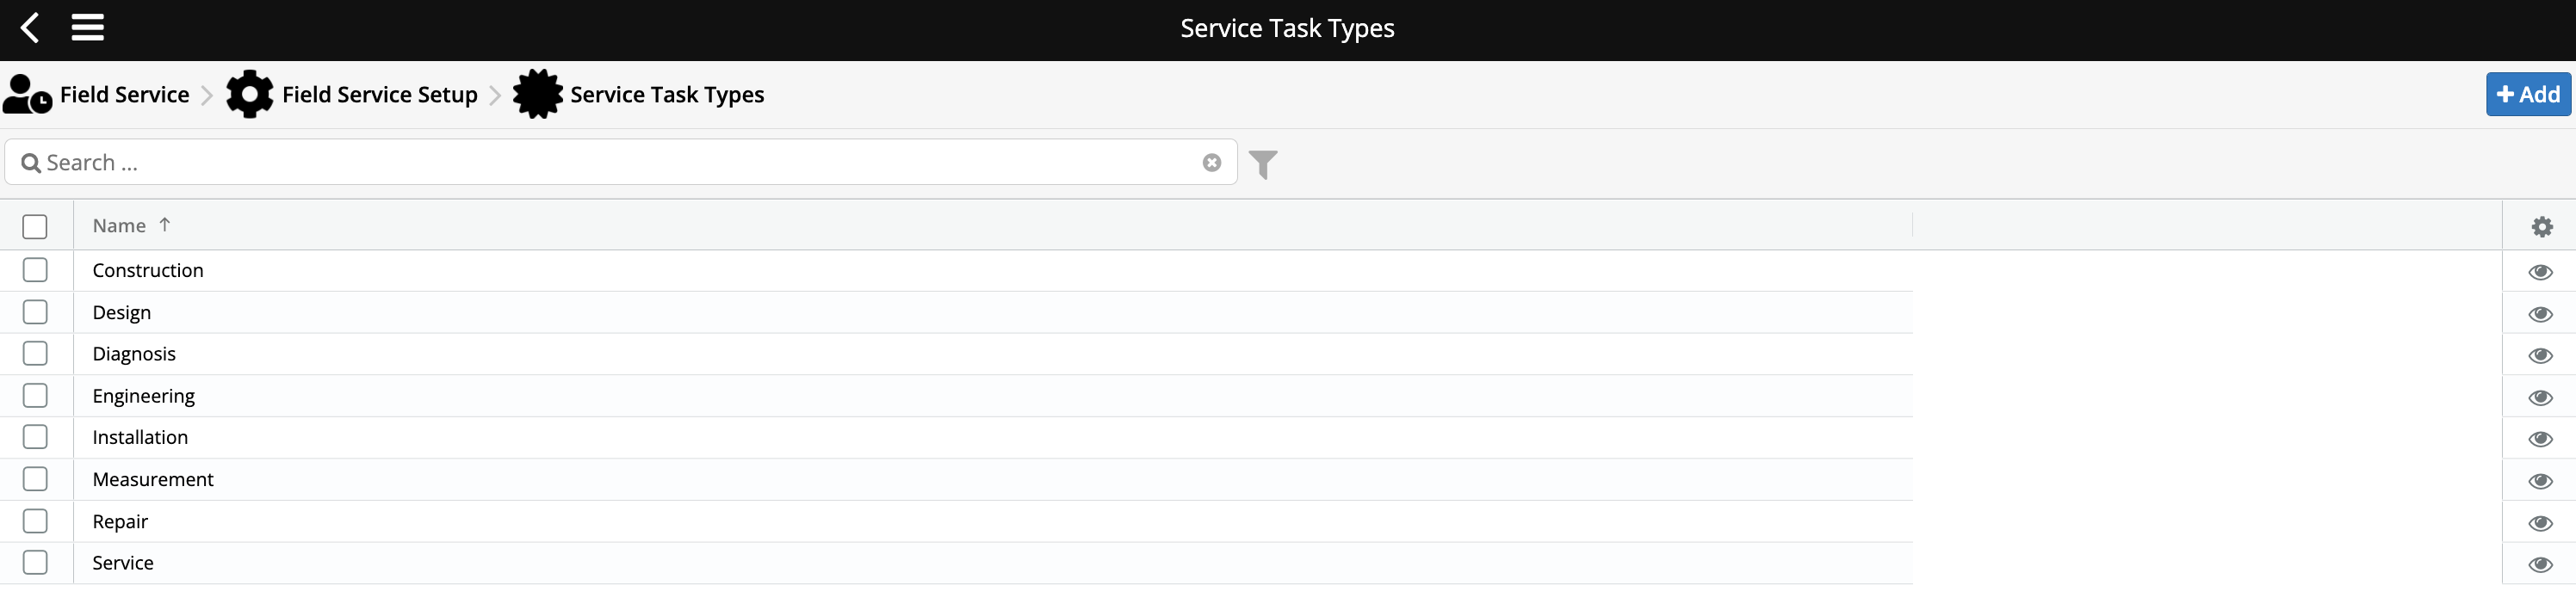 Service Task Types
Field Service Field Service Setup Service Task Types Add
Search ...
Name
Construction
Design
Diagnosis
Engineering
Installation
Measurement
Repair
Service